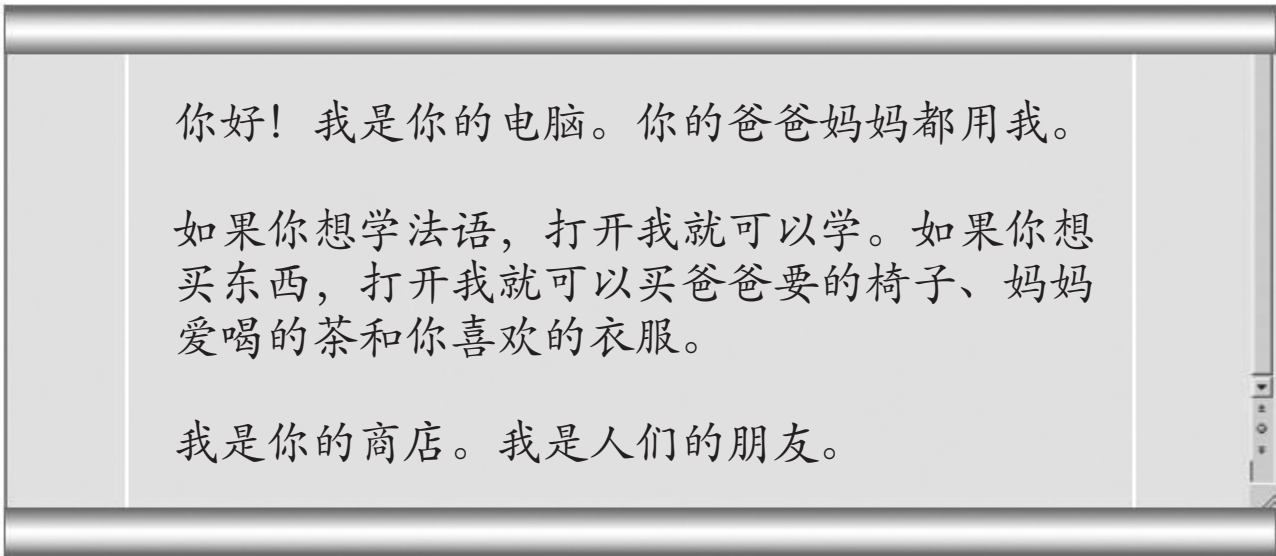 你好！我是你的电脑。你的爸爸妈妈都用我。
如果你想学法语，打开我就可以学。如果你想
买东西，打开我就可以买爸爸要的椅子、妈妈
爱喝的茶和你喜欢的衣服。
我是你的商店。我是人们的朋友。